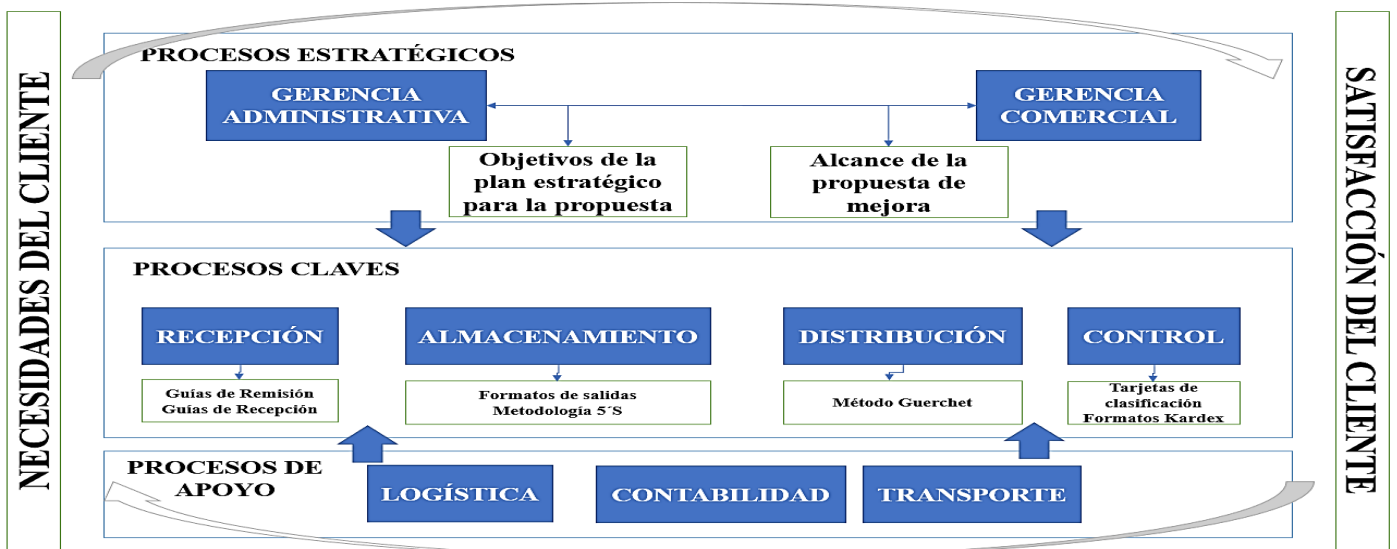 NECESIDADES DEL CLIENTE
PROCESOS ESTRATÉGICOS
GERENCIA
ADMINISTRATIVA
GERENCIA
COMERCIAL
Objetivos de la
plan estratégico
para la propuesta
Alcance de la
propuesta de
mejora
PROCESOS CLAVES
RECEPCIÓN
Guías de Remisión
Guías de Recepción
ALMACENAMIENTO
Formatos de salidas
Metodología 5´S
DISTRIBUCIÓN
Método Guerchet
CONTROL
Tarjetas de
clasificación
Formatos Kardex
PROCESOS DE
APOYO
LOGÍSTICA
CONTABILIDAD
TRANSPORTE
SATISFACCIÓN DEL CLIENTE